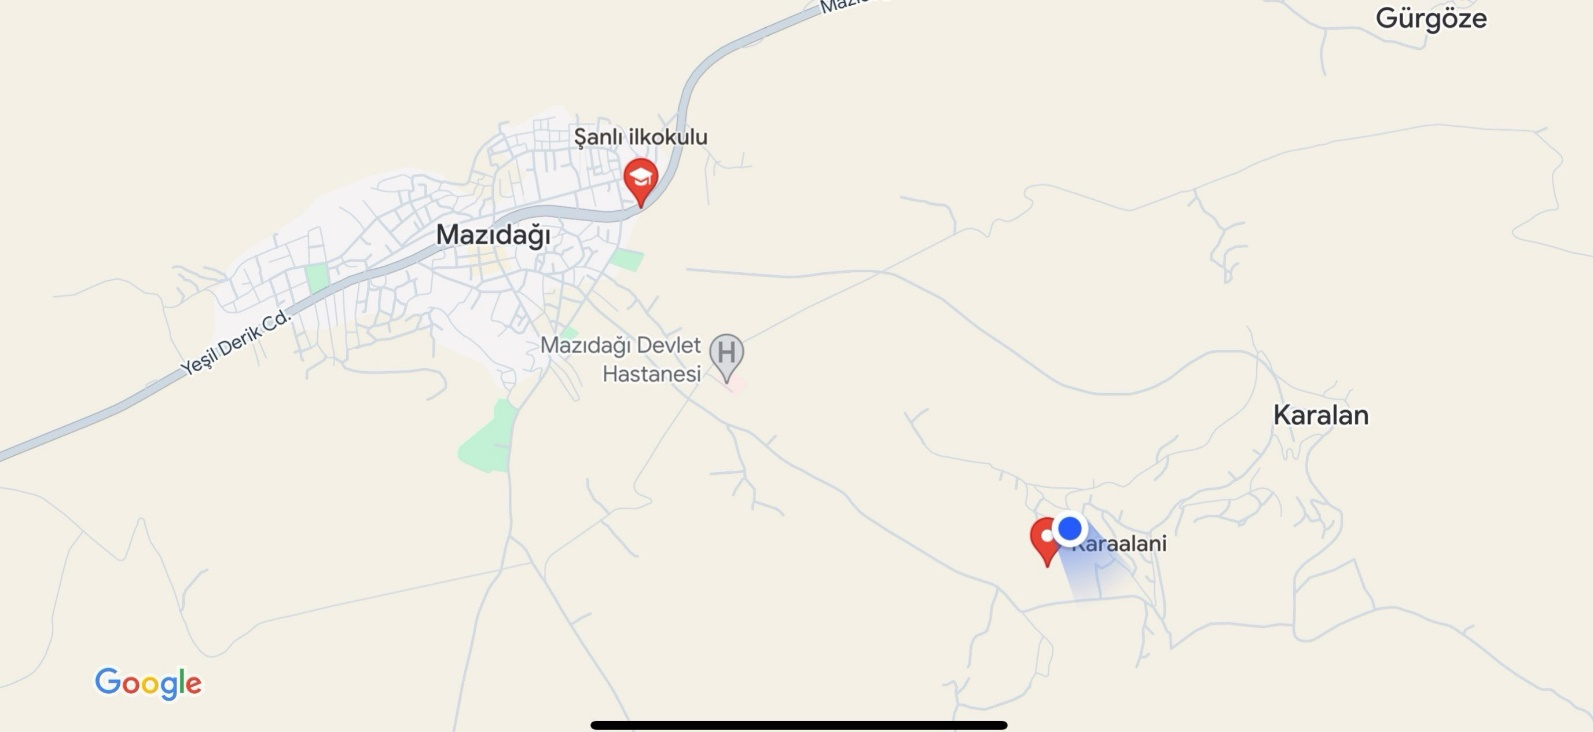 Gürgöze
Şanlı ilkokulu
Mazıdağı
Yeşil Derik Cd.
Mazıdağı Devlet
Hastanesi
Karalan
Karaalani
Google